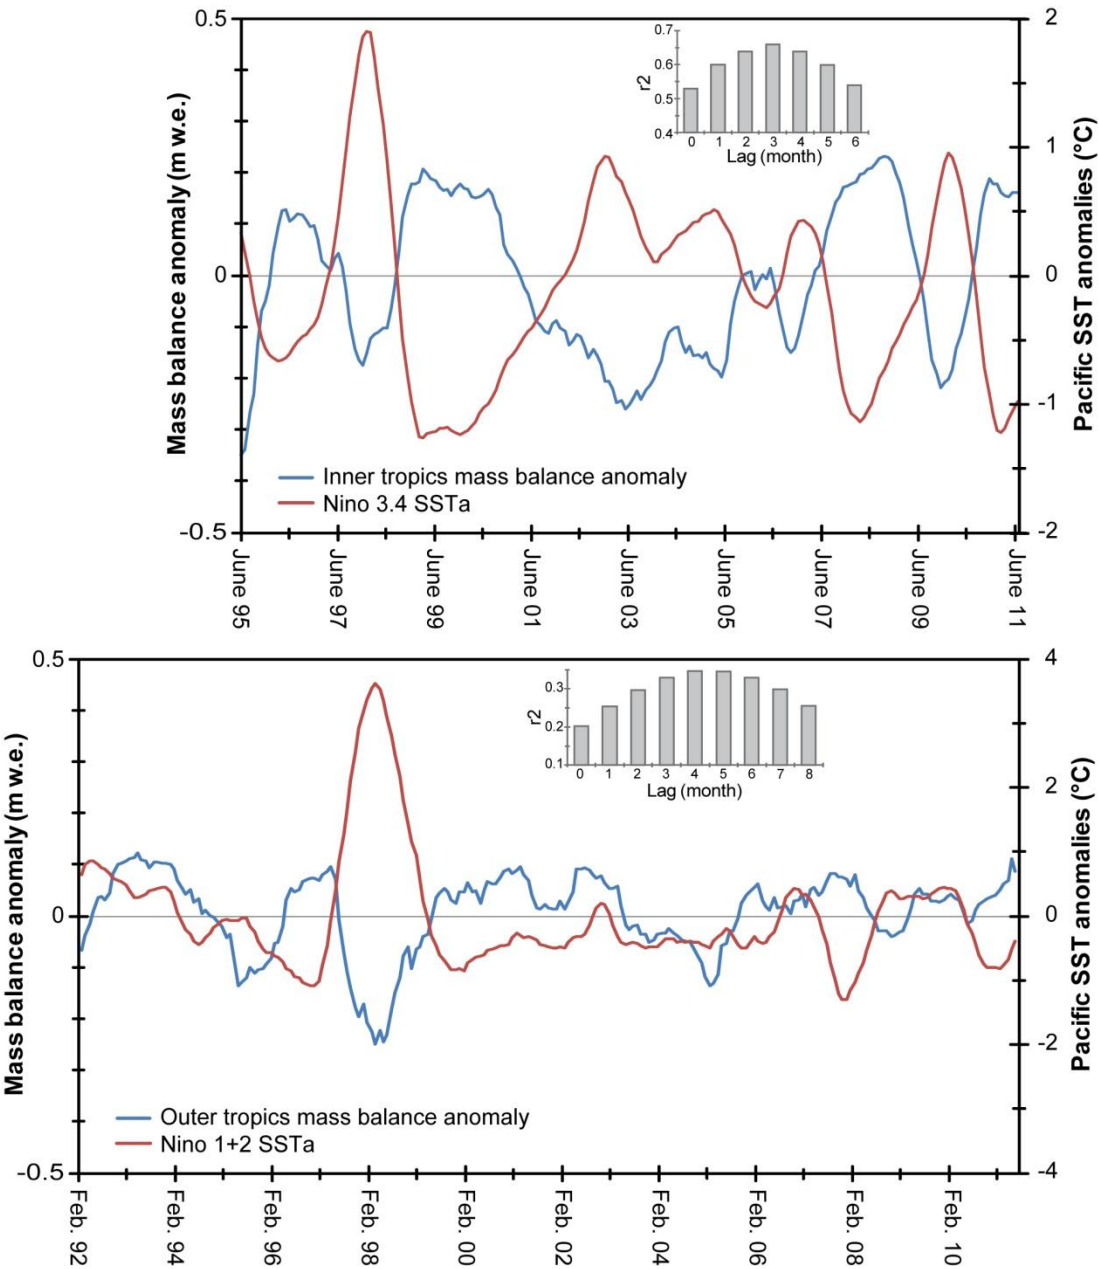 0.5
0
-0.5
Mass balance anomaly (m w.e.)
2
1
0
-1
-2
Pacific SST anomalies (°C)
0.7
0.6
0.5
0.4
r2
0 1 2 3 4 5 6
Lag (month)
Inner tropics mass balance anomaly
Nino 3.4 SSTa
June 95
June 97
June 99
June 01
June 03
June 05
June 07
June 09
June 11
0.5
0
-0.5
Mass balance anomaly (m w.e.)
4
2
0
-2
-4
Pacific SST anomalies (°C)
0.3
0.2
0.1
r2
0 1 2 3 4 5 6 7 8
Lag (month)
Outer tropics mass balance anomaly
Nino 1+2 SSTa
Feb. 92
Feb. 94
Feb. 96
Feb. 98
Feb. 00
Feb. 02
Feb. 04
Feb. 06
Feb. 08
Feb. 10